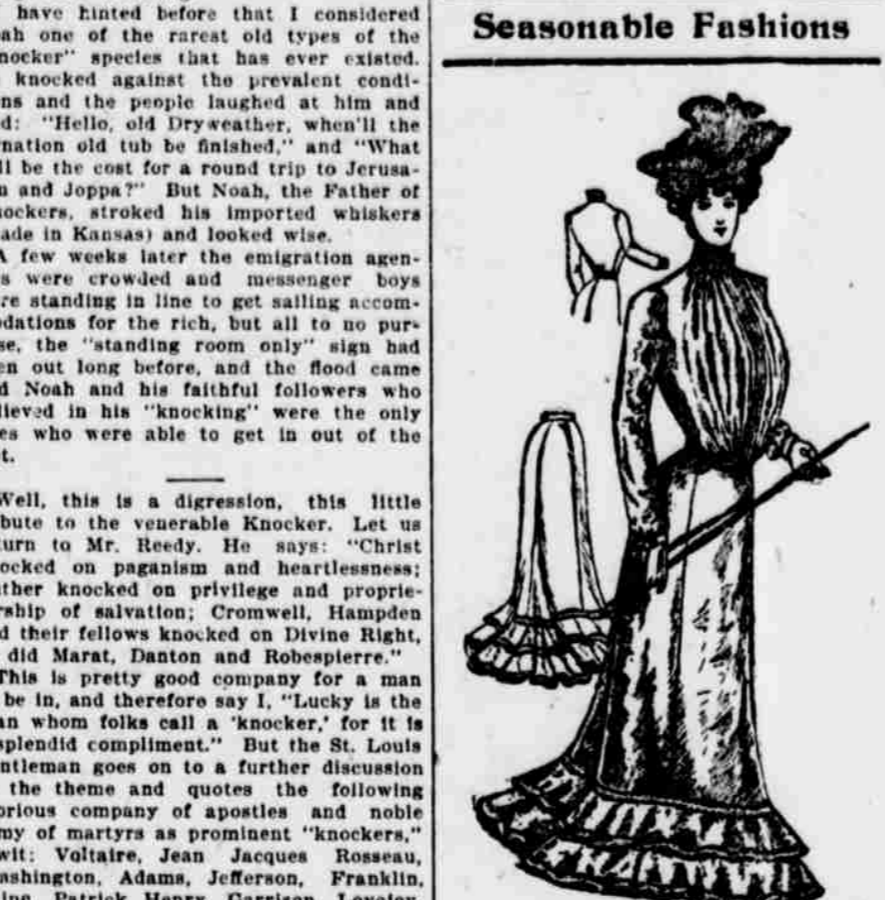 have hinted before that I considered
ah one of the rarest old types of the
nocker" species that has ever existed.
knocked against the prevalent condi-
ns and the people laughed at him and
d: "Hello, old Dryweather, when'll the
nation old tub be finished," and "What
ll be the cost for a round trip to Jerusa-
n and Joppa?" But Noah, the Father of
nockers, stroked his imported whiskers
ade in Kansas) and looked wise.
A few weeks later the emigration agen-
s were crowded and messenger boys
re standing in line to get sailing accom-
dations for the rich, but all to no pur-
se, the "standing room only" sign had
en out long before, and the flood came
d Noah and his faithful followers who
lieved in his "knocking" were the only
es who were able to get in out of the
t.
Well, this is a digression, this little
bute to the venerable Knocker. Let us
turn to Mr. Reedy. He says: "Christ
ocked on paganism and heartlessness;
ther knocked on privilege and proprie-
rship of salvation; Cromwell, Hampden
d their fellows knocked on Divine Right,
did Marat, Danton and Robespierre."
This is pretty good company for a man
be in, and therefore say I, "Lucky is the
an whom folks call a 'knocker,' for it is
splendid compliment." But the St. Louis
ntleman goes on to a further discussion
the theme and quotes the following
orious company of apostles and noble
my of martyrs as prominent "knockers,"
wit: Voltaire, Jean Jacques Rosseau,
ashington, Adams, Jefferson, Franklin,
Patrick Henry, Garrison, Lovejoy,
Seasonable Fashions